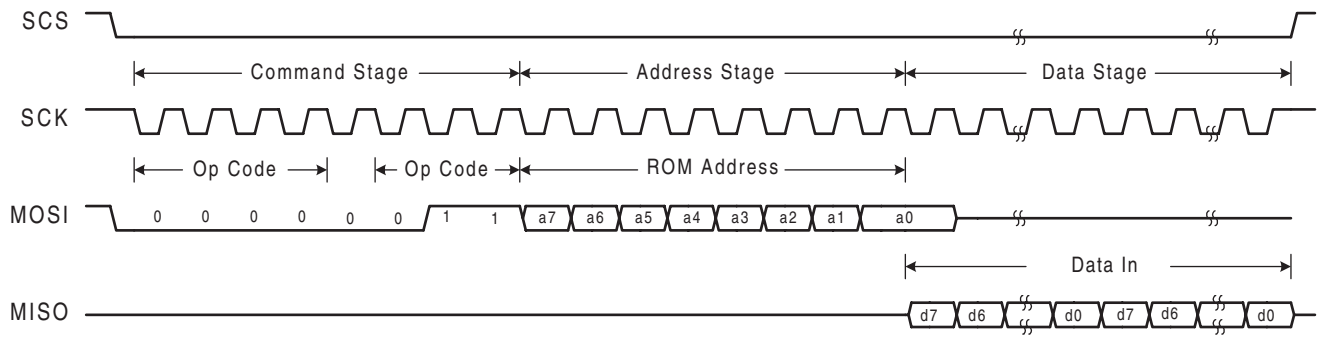 SCS
Command Stage Address Stage Data Stage
SCK
Op Code Op Code ROM Address
MOSI 0 0 0 0 0 0 1 1 a7 a6 a5 a4 a3 a2 a1 a0
Data In
MISO d7 d6 d0 d7 d6 d0